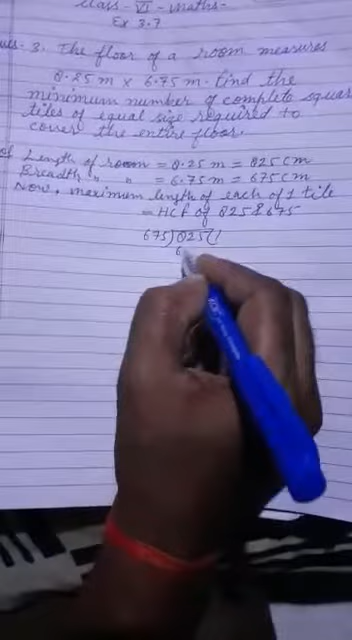 Class - VI - maths-
Ex 3.7
Ques. 3. The floor of a room measures
8.25 m × 6.75 m. Find the
minimum number of complete squar
tiles of equal size required to
cover the entire floor.
Sol Length of room = 8.25 m = 825 cm
Breadth " " = 6.75 m = 675 cm
Now, maximum length of each of 1 tile
= HCF of 825 & 675
675) 825 (1
6